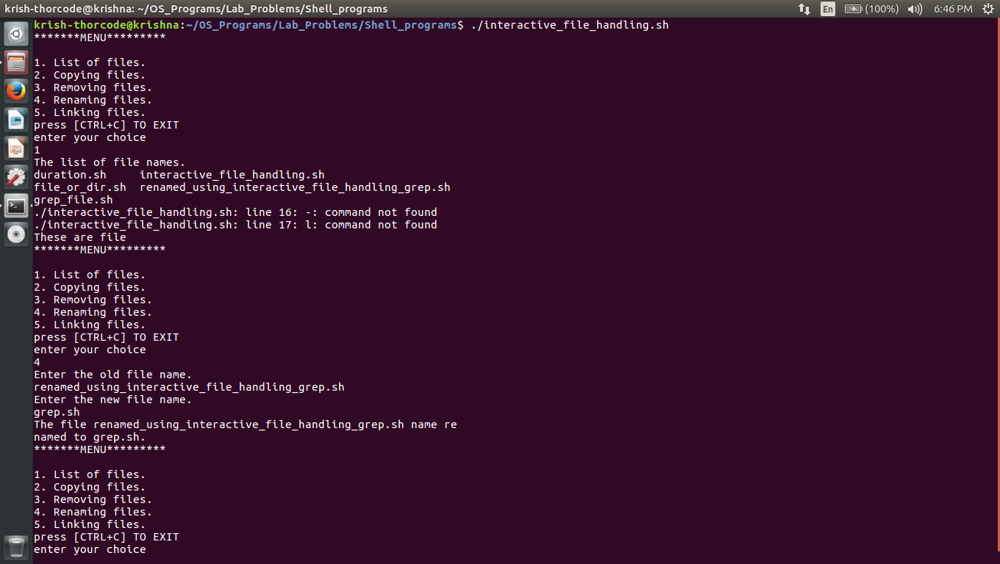 krish-thorcode@krishna: ~/OS_Programs/Lab_Problems/Shell_programs
En (100%) 6:46 PM
krish-thorcode@krishna:~/OS_Programs/Lab_Problems/Shell_programs$ ./interactive_file_handling.sh
*******MENU*********
1. List of files.
2. Copying files.
3. Removing files.
4. Renaming files.
5. Linking files.
press [CTRL+C] TO EXIT
enter your choice
1
The list of file names.
duration.sh     interactive_file_handling.sh
file_or_dir.sh  renamed_using_interactive_file_handling_grep.sh
grep_file.sh
./interactive_file_handling.sh: line 16: -: command not found
./interactive_file_handling.sh: line 17: l: command not found
These are file
*******MENU*********
1. List of files.
2. Copying files.
3. Removing files.
4. Renaming files.
5. Linking files.
press [CTRL+C] TO EXIT
enter your choice
4
Enter the old file name.
renamed_using_interactive_file_handling_grep.sh
Enter the new file name.
grep.sh
The file renamed_using_interactive_file_handling_grep.sh name re
named to grep.sh.
*******MENU*********
1. List of files.
2. Copying files.
3. Removing files.
4. Renaming files.
5. Linking files.
press [CTRL+C] TO EXIT
enter your choice